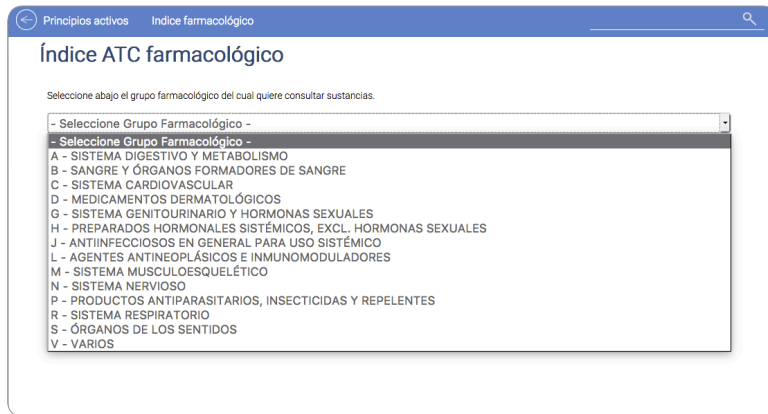 Principios activos Indice farmacológico
Índice ATC farmacológico
Seleccione abajo el grupo farmacológico del cual quiere consultar sustancias.
- Seleccione Grupo Farmacológico -
- Seleccione Grupo Farmacológico -
A - SISTEMA DIGESTIVO Y METABOLISMO
B - SANGRE Y ÓRGANOS FORMADORES DE SANGRE
C - SISTEMA CARDIOVASCULAR
D - MEDICAMENTOS DERMATOLÓGICOS
G - SISTEMA GENITOURINARIO Y HORMONAS SEXUALES
H - PREPARADOS HORMONALES SISTÉMICOS, EXCL. HORMONAS SEXUALES
J - ANTIINFECCIOSOS EN GENERAL PARA USO SISTÉMICO
L - AGENTES ANTINEOPLÁSICOS E INMUNOMODULADORES
M - SISTEMA MUSCULOESQUELÉTICO
N - SISTEMA NERVIOSO
P - PRODUCTOS ANTIPARASITARIOS, INSECTICIDAS Y REPELENTES
R - SISTEMA RESPIRATORIO
S - ÓRGANOS DE LOS SENTIDOS
V - VARIOS